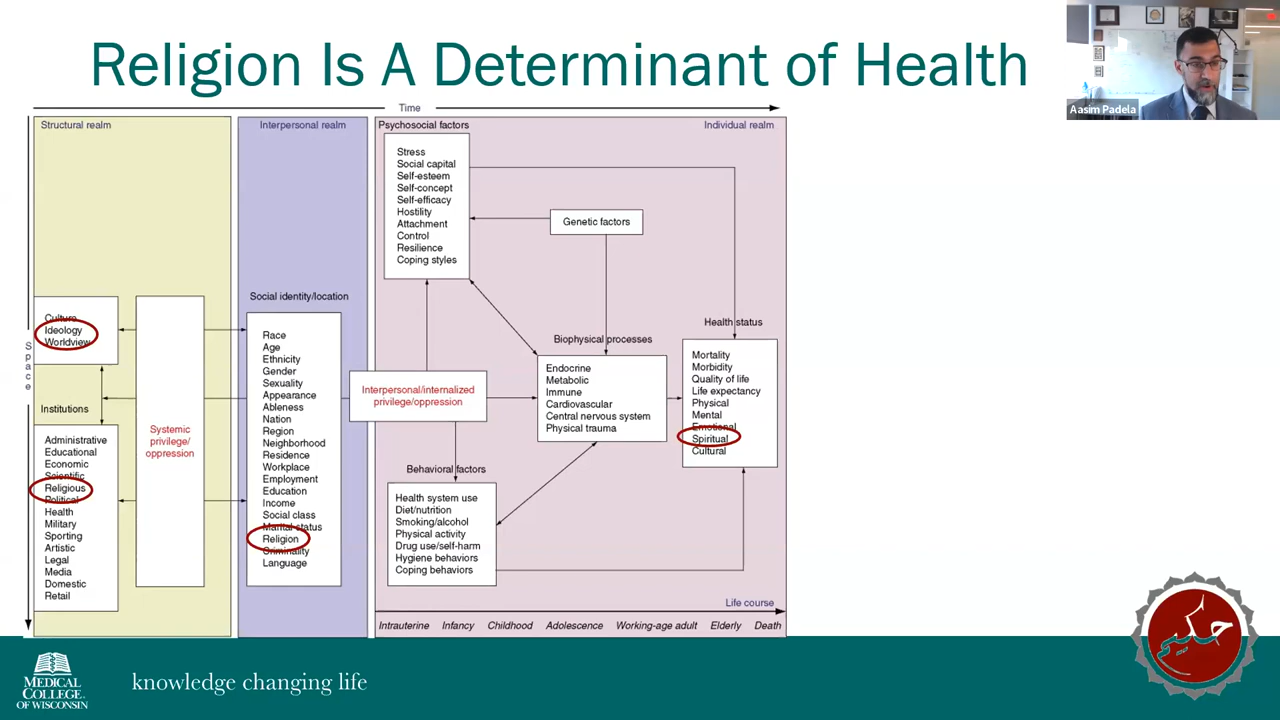 Religion Is A Determinant of Health
Aasim Padela
Time
Space
Structural realm
Interpersonal realm
Psychosocial factors
Individual realm
Stress
Social capital
Self-esteem
Self-concept
Self-efficacy
Hostility
Attachment
Control
Resilience
Coping styles
Genetic factors
Culture
Ideology
Worldview
Institutions
Administrative
Educational
Economic
Scientific
Religious
Political
Health
Military
Sporting
Artistic
Legal
Media
Domestic
Retail
Systemic
privilege/
oppression
Social identity/location
Race
Age
Ethnicity
Gender
Sexuality
Appearance
Ableness
Nation
Region
Neighborhood
Residence
Workplace
Employment
Education
Income
Social class
Marital status
Religion
Criminality
Language
Interpersonal/internalized
privilege/oppression
Behavioral factors
Health system use
Diet/nutrition
Smoking/alcohol
Physical activity
Drug use/self-harm
Hygiene behaviors
Coping behaviors
Biophysical processes
Endocrine
Metabolic
Immune
Cardiovascular
Central nervous system
Physical trauma
Health status
Mortality
Morbidity
Quality of life
Life expectancy
Physical
Mental
Emotional
Spiritual
Cultural
Life course
Intrauterine Infancy Childhood Adolescence Working-age adult Elderly Death
MEDICAL
COLLEGE
OF WISCONSIN
knowledge changing life
حكيم